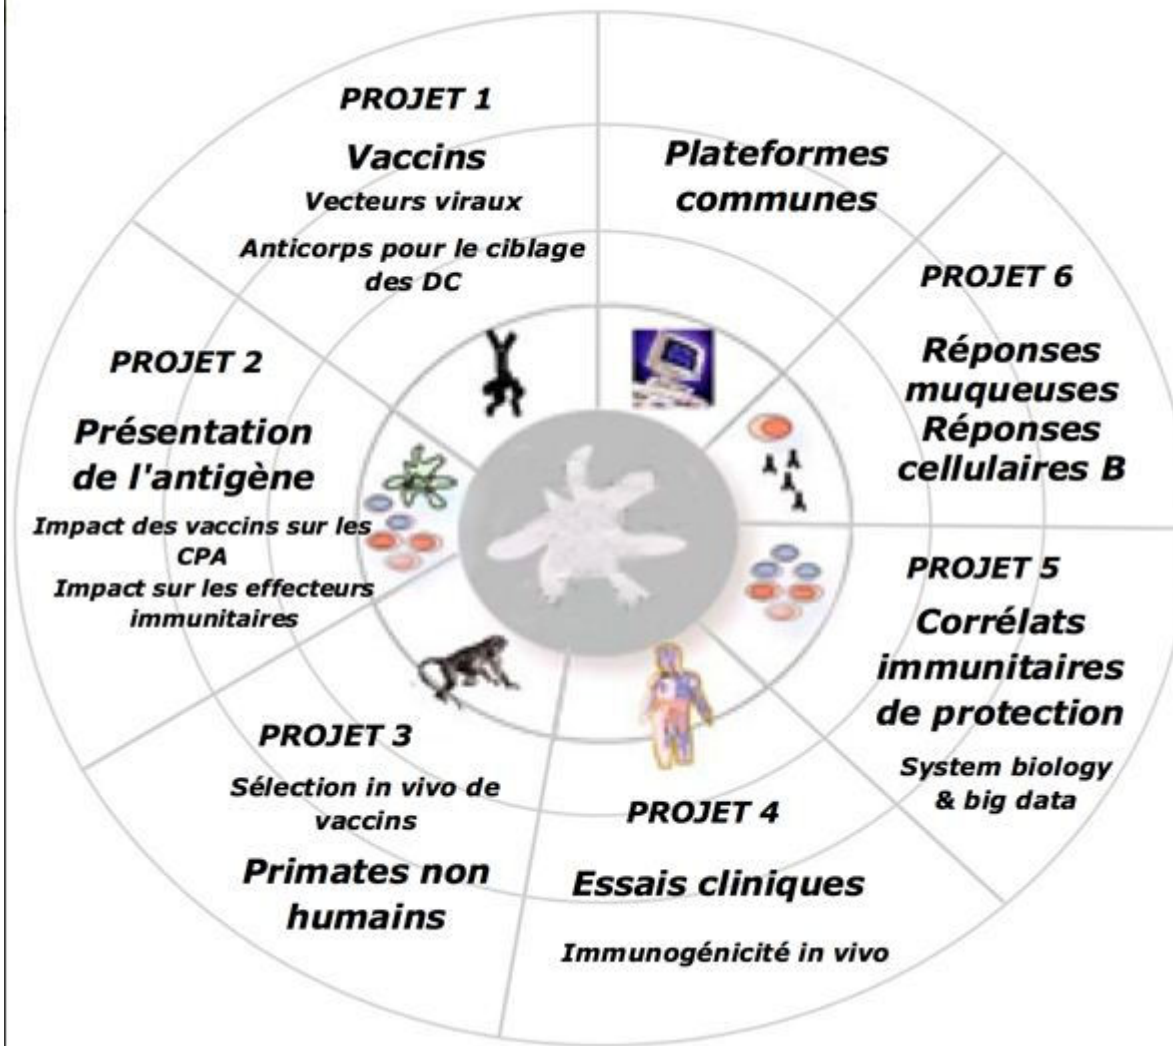 PROJET 1
Vaccins
Vecteurs viraux
Anticorps pour le ciblage
des DC
Plateformes
communes
PROJET 6
Réponses
muqueuses
Réponses
cellulaires B
PROJET 2
Présentation
de l'antigène
Impact des vaccins sur les
CPA
Impact sur les effecteurs
immunitaires
PROJET 5
Corrélats
immunitaires
de protection
System biology
& big data
PROJET 3
Sélection in vivo de
vaccins
Primates non
humains
PROJET 4
Essais cliniques
Immunogénicité in vivo